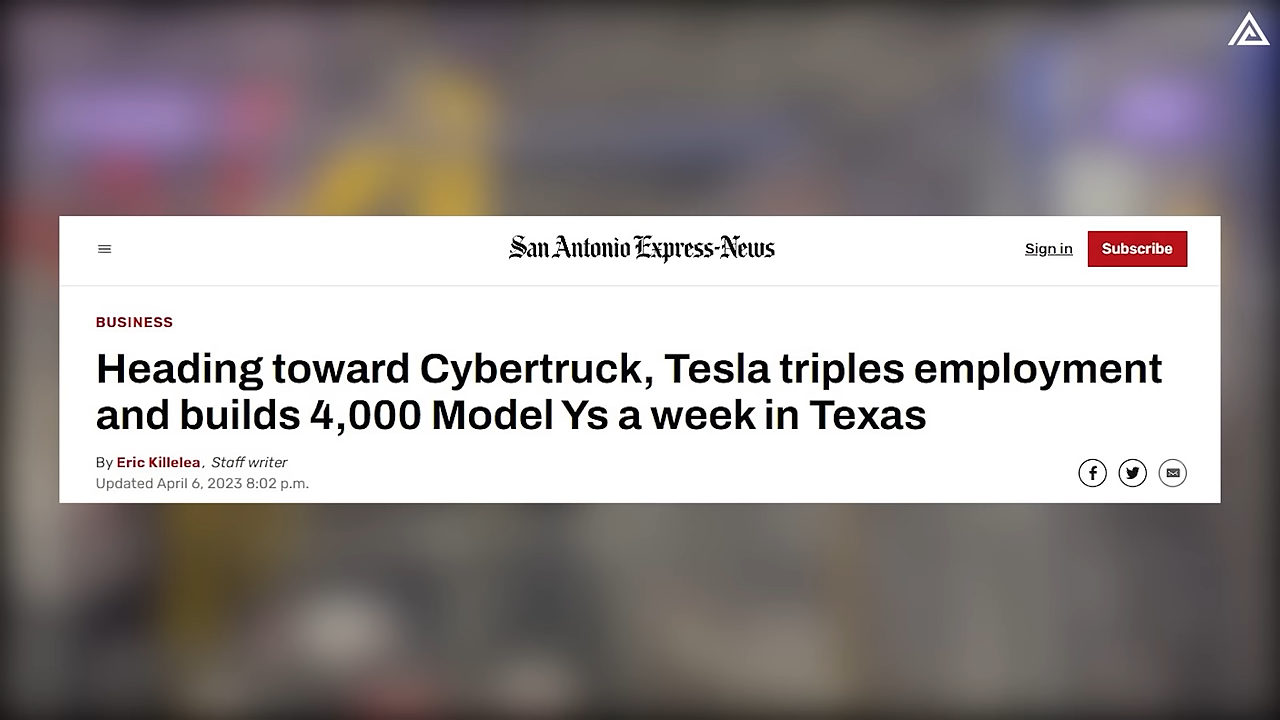 San Antonio Express-News
Sign in
Subscribe
BUSINESS
Heading toward Cybertruck, Tesla triples employment
and builds 4,000 Model Ys a week in Texas
By Eric Killelea, Staff writer
Updated April 6, 2023 8:02 p.m.